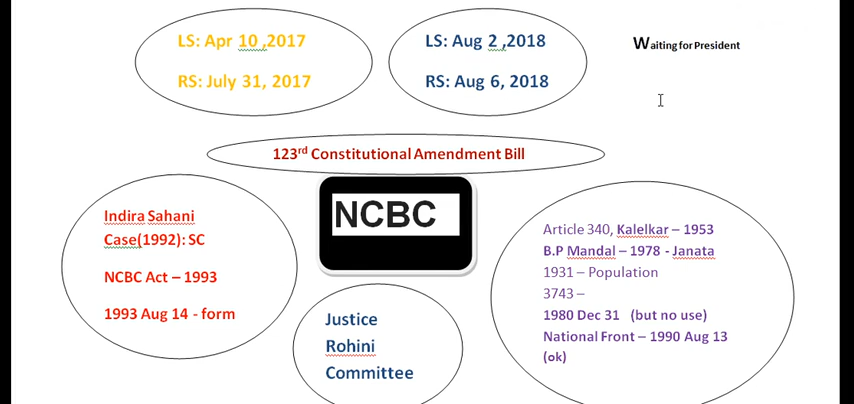 LS: Apr 10 ,2017
RS: July 31, 2017
LS: Aug 2 ,2018
RS: Aug 6, 2018
Waiting for President
123rd Constitutional Amendment Bill
NCBC
Indira Sahani
Case(1992): SC
NCBC Act – 1993
1993 Aug 14 - form
Justice
Rohini
Committee
Article 340, Kalelkar – 1953
B.P Mandal – 1978 - Janata
1931 – Population
3743 –
1980 Dec 31 (but no use)
National Front – 1990 Aug 13
(ok)